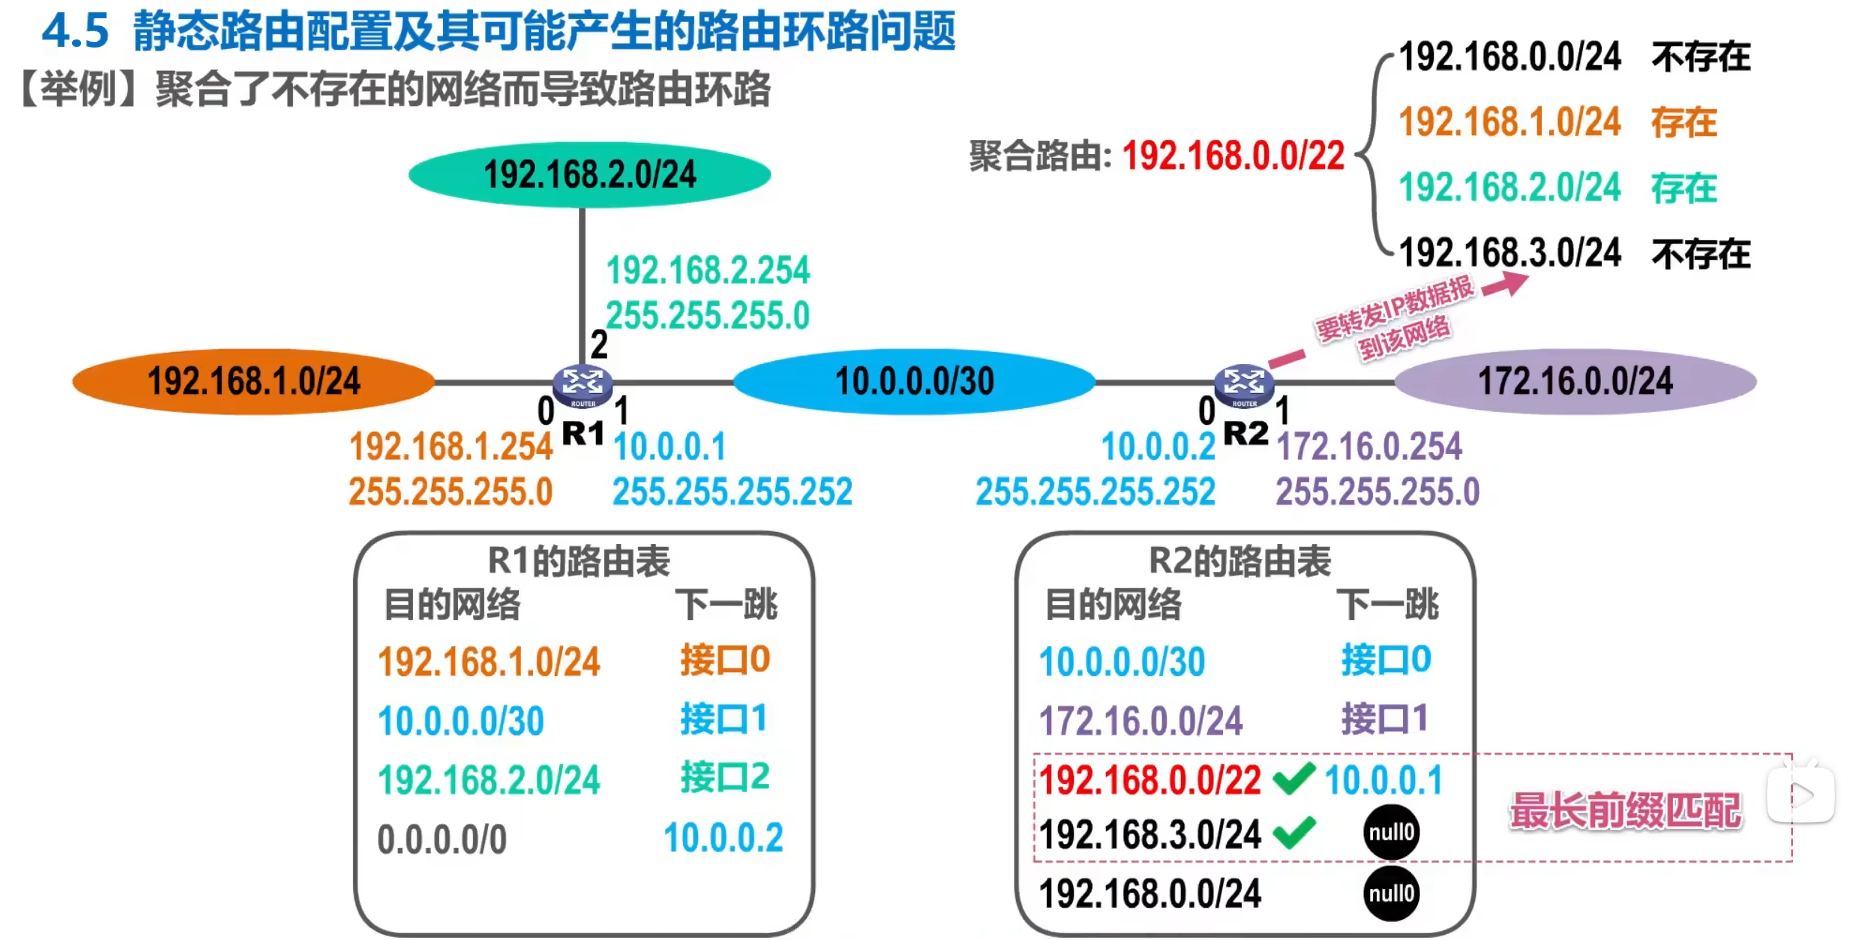 4.5 静态路由配置及其可能产生的路由环路问题
【举例】聚合了不存在的网络而导致路由环路
聚合路由: 192.168.0.0/22
192.168.0.0/24 不存在
192.168.1.0/24 存在
192.168.2.0/24 存在
192.168.3.0/24 不存在
要转发IP数据报
到该网络
192.168.2.0/24
192.168.2.254
255.255.255.0
2
192.168.1.0/24
ROUTER
10.0.0.0/30
ROUTER
172.16.0.0/24
0 R1 1
0 R2 1
192.168.1.254
255.255.255.0
10.0.0.1
255.255.255.252
10.0.0.2
255.255.255.252
172.16.0.254
255.255.255.0
R1的路由表
目的网络 下一跳
192.168.1.0/24 接口0
10.0.0.0/30 接口1
192.168.2.0/24 接口2
0.0.0.0/0 10.0.0.2
R2的路由表
目的网络 下一跳
10.0.0.0/30 接口0
172.16.0.0/24 接口1
192.168.0.0/22 10.0.0.1
192.168.3.0/24 null0
192.168.0.0/24 null0
最长前缀匹配